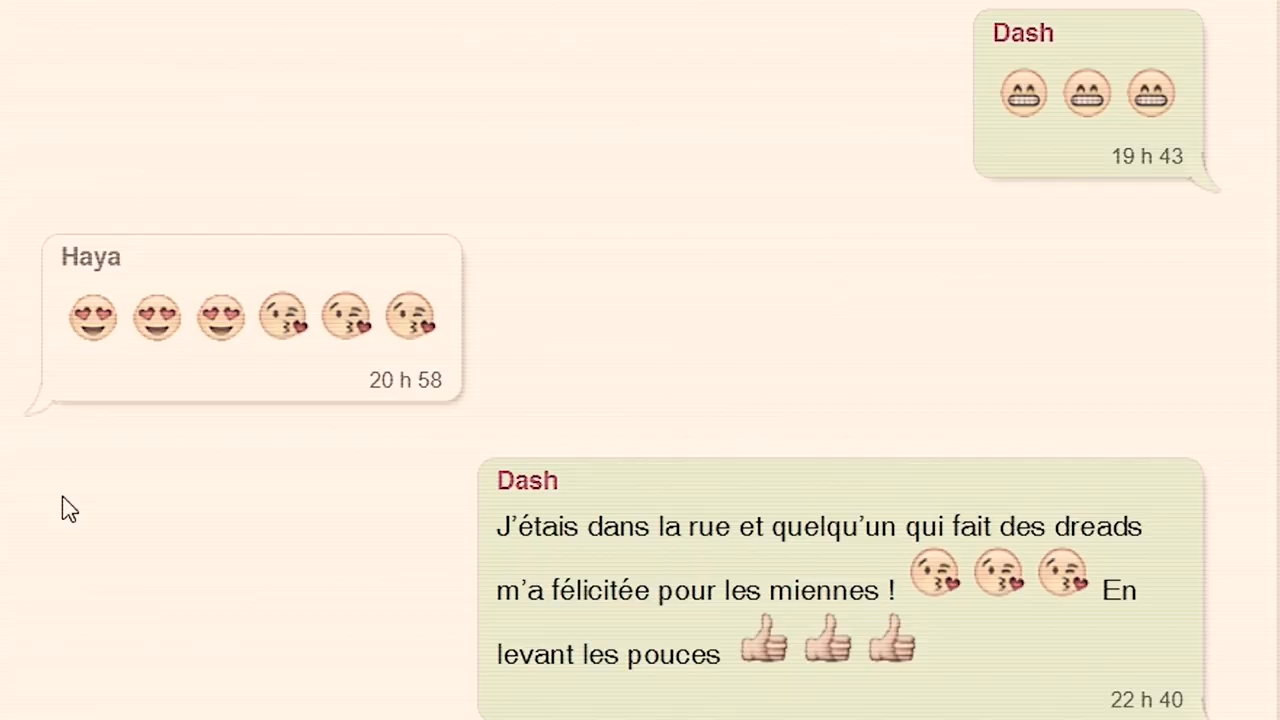 Dash
😁 😁 😁
19 h 43
Haya
😍 😍 😍 😘 😘 😘
20 h 58
Dash
J’étais dans la rue et quelqu’un qui fait des dreads
m’a félicitée pour les miennes ! 😘 😘 😘 En
levant les pouces 👍 👍 👍
22 h 40